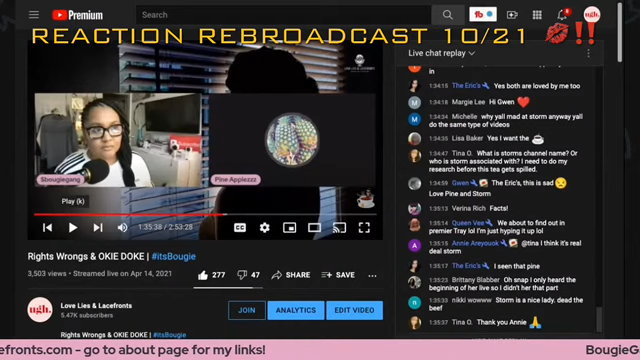 Premium
Search
tb
9
ugh.
REACTION REBROADCAST 10/21 💋‼️
Live chat replay
in
1:34:15 The Eric's Yes both are loved by me too
1:34:18 Margie Lee Hi Gwen ❤️
1:34:34 Michelle why yall mad at storm anyway yall
do the same type of videos
1:34:35 Lisa Baker Yes I want the ☕
1:34:47 Tina O. What is storms channel name? Or
who is storm associated with? I need to do my
research before this tea gets spilled.
1:34:59 Gwen The Eric's, this is sad 😒
Love Pine and Storm
1:35:13 Verina Rich Facts!
1:35:14 Queen Vee We about to find out in
premier Tray lol I'm just hyping it up lol
1:35:15 Annie Areyouok @tina I think it's real
deal storm
1:35:17 The Eric's I seen that pine
1:35:23 Brittany Blabber Oh snap I only heard the
beginning of her live so I didn't her that part
1:35:33 nikki wowww Storm is a nice lady. dead the
beef
1:35:37 Tina O. Thank you Annie 🙏
Sbougiegang
Pine Applezzz
Play (k)
1:35:38 / 2:53:28
Rights Wrongs & OKIE DOKE | #itsBougie
3,503 views • Streamed live on Apr 14, 2021
277
47
SHARE
SAVE
ugh.
Love Lies & Lacefronts
5.47K subscribers
JOIN
ANALYTICS
EDIT VIDEO
Rights Wrongs & OKIE DOKE | #itsBougie
efronts.com - go to about page for my links!
BougieG